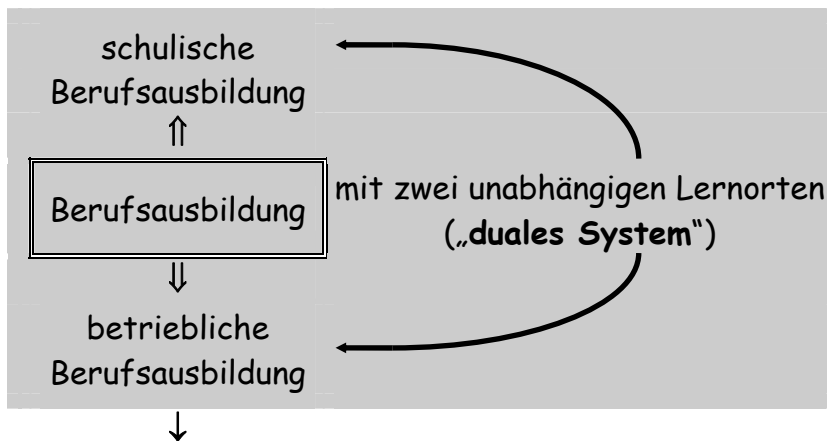 schulische
Berufsausbildung
⇑
Berufsausbildung
mit zwei unabhängigen Lernorten
(„duales System“)
⇓
betriebliche
Berufsausbildung
↓